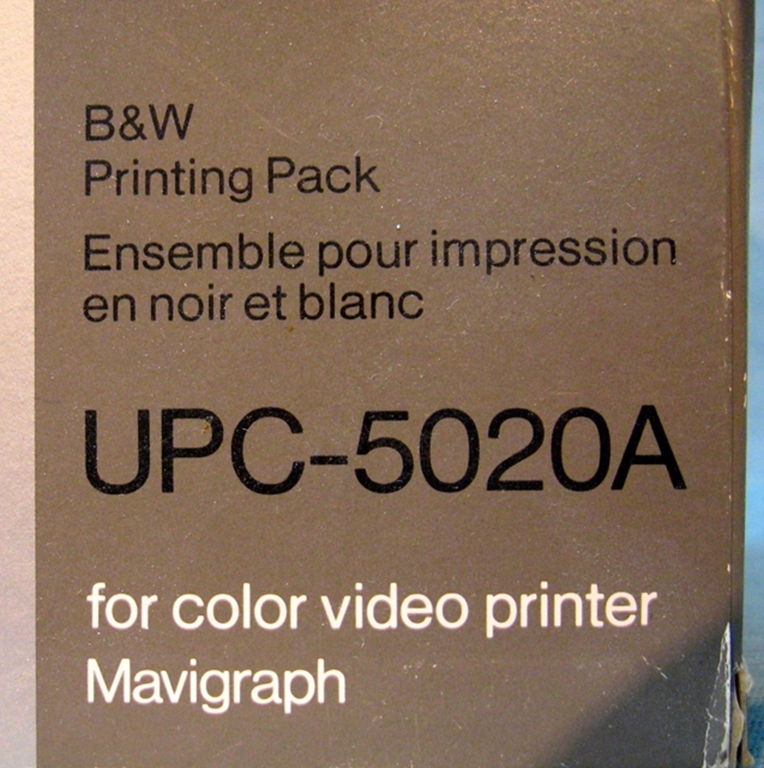 B&W
Printing Pack
Ensemble pour impression
en noir et blanc
UPC-5020A
for color video printer
Mavigraph